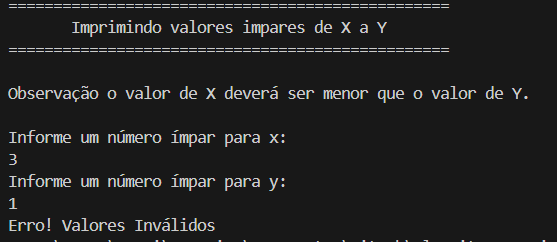 ==================================================
Imprimindo valores impares de X a Y
==================================================
Observação o valor de X deverá ser menor que o valor de Y.
Informe um número ímpar para x:
3
Informe um número ímpar para y:
1
Erro! Valores Inválidos